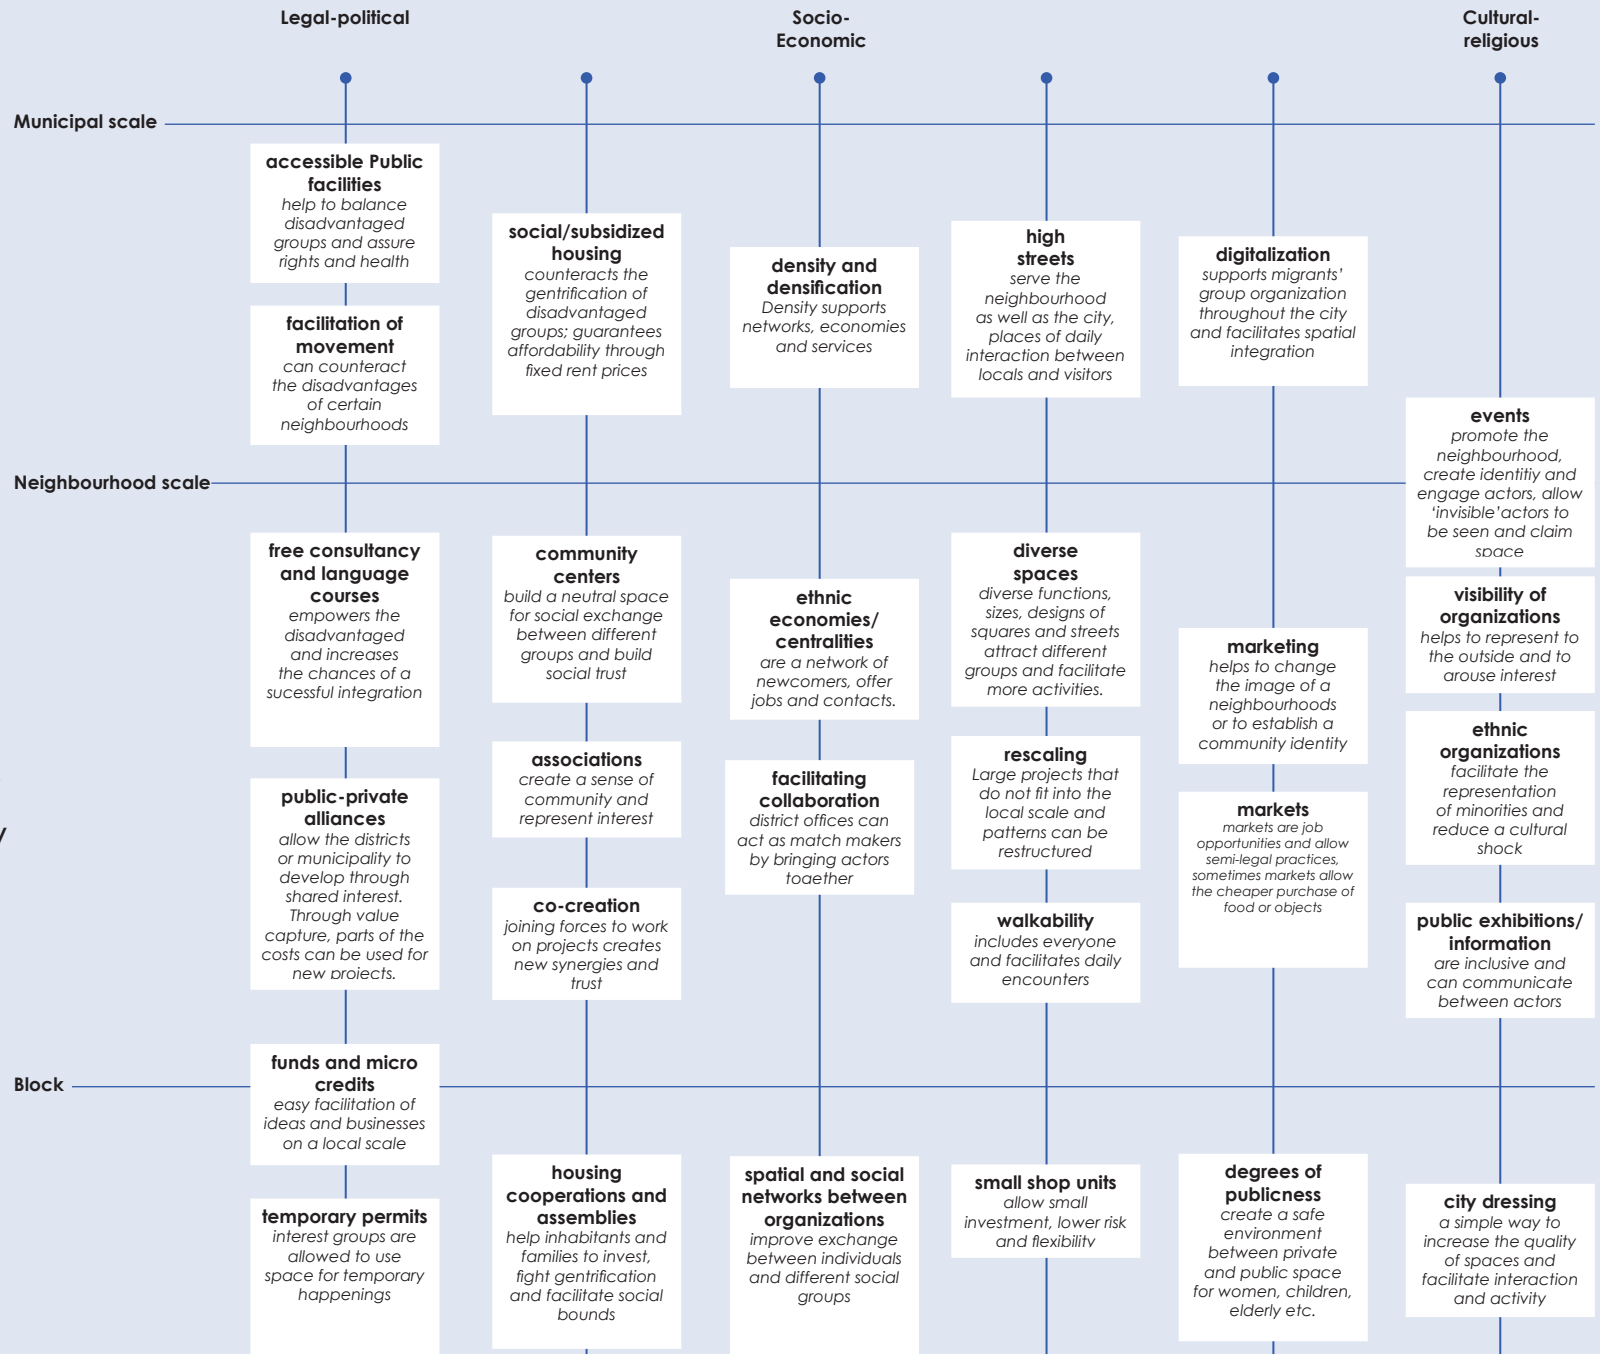 Legal-political
Socio-
Economic
Cultural-
religious
Municipal scale
accessible Public
facilities
help to balance
disadvantaged
groups and assure
rights and health
facilitation of
movement
can counteract
the disadvantages
of certain
neighbourhoods
social/subsidized
housing
counteracts the
gentrification of
disadvantaged
groups; guarantees
affordability through
fixed rent prices
density and
densification
Density supports
networks, economies
and services
high
streets
serve the
neighbourhood
as well as the city,
places of daily
interaction between
locals and visitors
digitalization
supports migrants'
group organization
throughout the city
and facilitates spatial
integration
events
promote the
neighbourhood,
create identitiy and
engage actors, allow
'invisible'actors to
be seen and claim
space
Neighbourhood scale
free consultancy
and language
courses
empowers the
disadvantaged
and increases
the chances of a
sucessful integration
public-private
alliances
allow the districts
or municipality to
develop through
shared interest.
Through value
capture, parts of the
costs can be used for
new projects.
community
centers
build a neutral space
for social exchange
between different
groups and build
social trust
associations
create a sense of
community and
represent interest
co-creation
joining forces to work
on projects creates
new synergies and
trust
ethnic
economies/
centralities
are a network of
newcomers, offer
jobs and contacts.
facilitating
collaboration
district offices can
act as match makers
by bringing actors
together
diverse
spaces
diverse functions,
sizes, designs of
squares and streets
attract different
groups and facilitate
more activities.
rescaling
Large projects that
do not fit into the
local scale and
patterns can be
restructured
walkability
includes everyone
and facilitates daily
encounters
marketing
helps to change
the image of a
neighbourhoods
or to establish a
community identity
markets
markets are job
opportunities and allow
semi-legal practices,
sometimes markets allow
the cheaper purchase of
food or objects
visibility of
organizations
helps to represent to
the outside and to
arouse interest
ethnic
organizations
facilitate the
representation
of minorities and
reduce a cultural
shock
public exhibitions/
information
are inclusive and
can communicate
between actors
y
Block
funds and micro
credits
easy facilitation of
ideas and businesses
on a local scale
temporary permits
interest groups are
allowed to use
space for temporary
happenings
housing
cooperations and
assemblies
help inhabitants and
families to invest,
fight gentrification
and facilitate social
bounds
spatial and social
networks between
organizations
improve exchange
between individuals
and different social
groups
small shop units
allow small
investment, lower risk
and flexibility
degrees of
publicness
create a safe
environment
between private
and public space
for women, children,
elderly etc.
city dressing
a simple way to
increase the quality
of spaces and
facilitate interaction
and activity